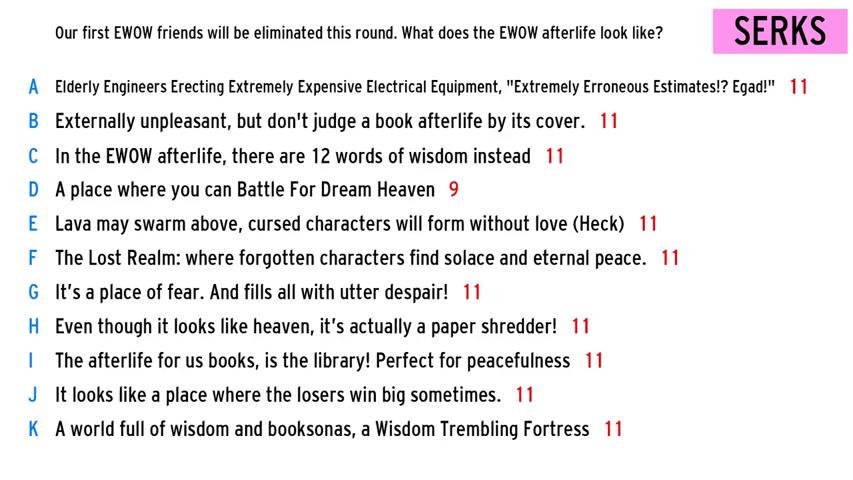 Our first EWOW friends will be eliminated this round. What does the EWOW afterlife look like?
SERKS
A Elderly Engineers Erecting Extremely Expensive Electrical Equipment, "Extremely Erroneous Estimates!? Egad!" 11
B Externally unpleasant, but don't judge a book afterlife by its cover. 11
C In the EWOW afterlife, there are 12 words of wisdom instead 11
D A place where you can Battle For Dream Heaven 9
E Lava may swarm above, cursed characters will form without love (Heck) 11
F The Lost Realm: where forgotten characters find solace and eternal peace. 11
G It’s a place of fear. And fills all with utter despair! 11
H Even though it looks like heaven, it’s actually a paper shredder! 11
I The afterlife for us books, is the library! Perfect for peacefulness 11
J It looks like a place where the losers win big sometimes. 11
K A world full of wisdom and booksonas, a Wisdom Trembling Fortress 11